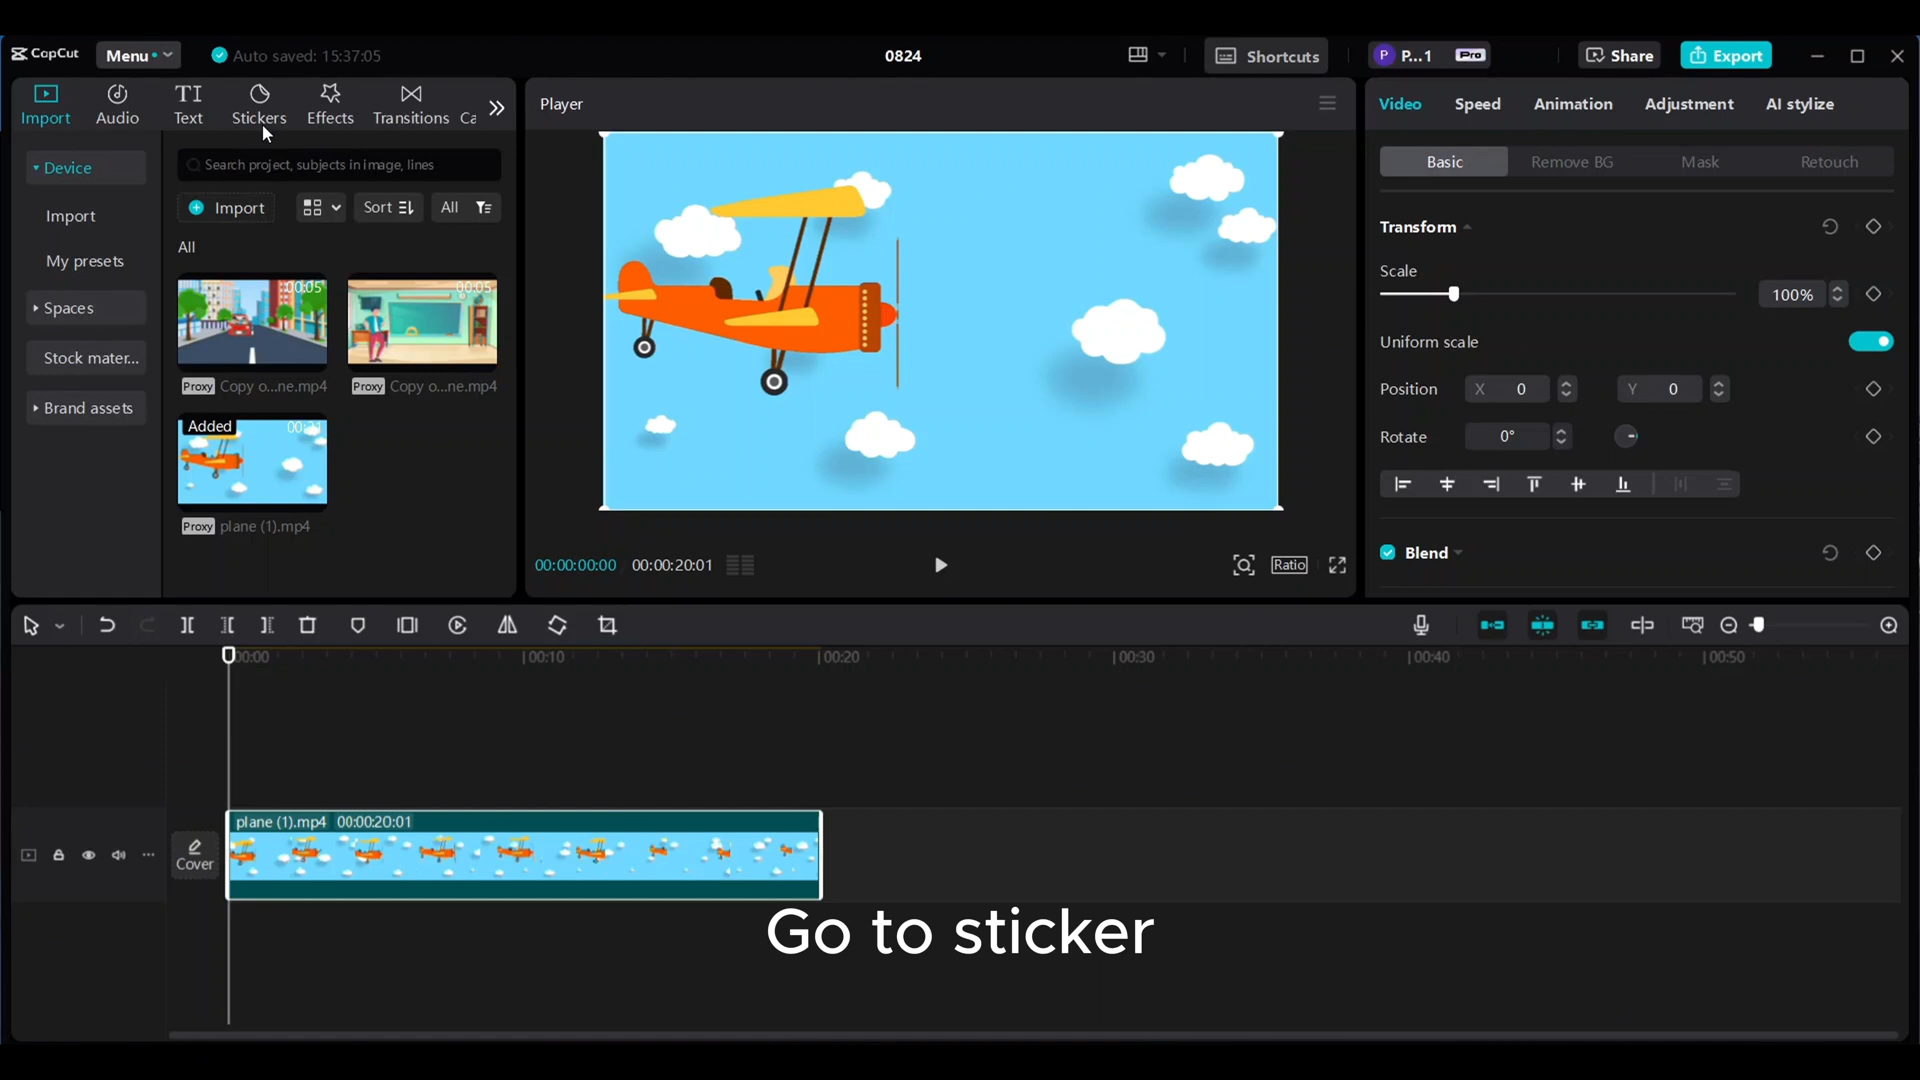 CapCut
Menu
Auto saved: 15:37:05
0824
Shortcuts
P P...1 Pro
Share
Export
Import
Audio
Text
Stickers
Effects
Transitions
Ca
Device
Import
My presets
Spaces
Stock mater...
Brand assets
Search project, subjects in image, lines
Import
Sort
All
All
00:05
Proxy Copy o...ne.mp4
00:05
Proxy Copy o...ne.mp4
Added
Proxy plane (1).mp4
Player
00:00:00:00 00:00:20:01
Ratio
Video Speed Animation Adjustment AI stylize
Basic Remove BG Mask Retouch
Transform
Scale
100%
Uniform scale
Position X 0 Y 0
Rotate 0°
Blend
00:00 00:10 00:20 00:30 00:40 00:50
Cover
plane (1).mp4 00:00:20:01
Go to sticker